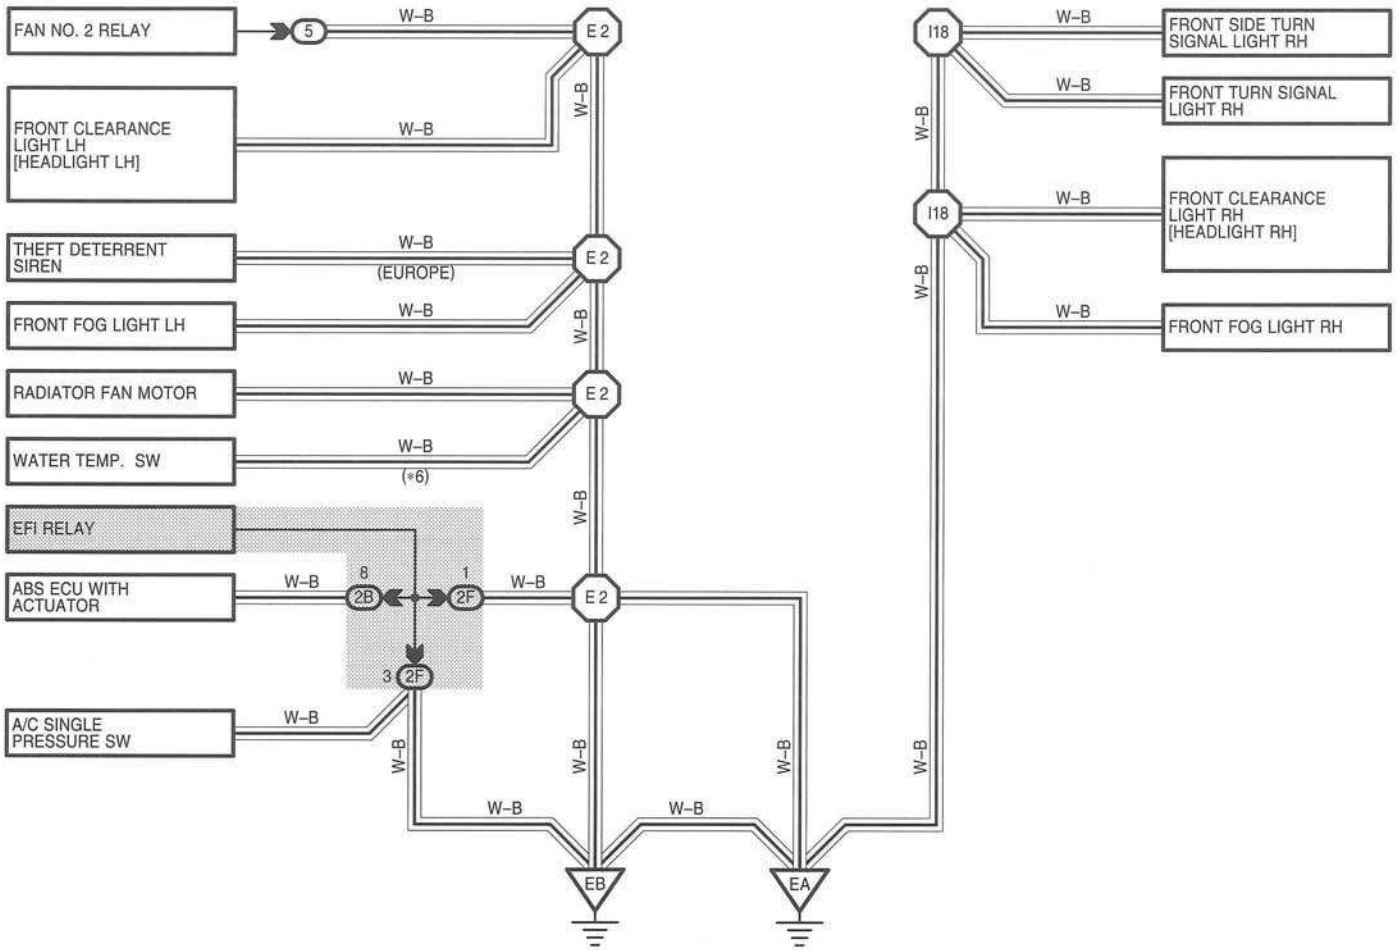 FAN NO. 2 RELAY
5
W–B
E 2
I18
W–B
FRONT SIDE TURN
SIGNAL LIGHT RH
FRONT CLEARANCE
LIGHT LH
[HEADLIGHT LH]
W–B
W–B
W–B
W–B
FRONT TURN SIGNAL
LIGHT RH
I18
W–B
FRONT CLEARANCE
LIGHT RH
[HEADLIGHT RH]
THEFT DETERRENT
SIREN
W–B
(EUROPE)
E 2
W–B
FRONT FOG LIGHT LH
W–B
W–B
W–B
FRONT FOG LIGHT RH
RADIATOR FAN MOTOR
W–B
E 2
WATER TEMP. SW
W–B
(*6)
W–B
EFI RELAY
ABS ECU WITH
ACTUATOR
W–B
8
2B
1
2F
W–B
E 2
3
2F
A/C SINGLE
PRESSURE SW
W–B
W–B
W–B
W–B
W–B
W–B
W–B
EB
EA